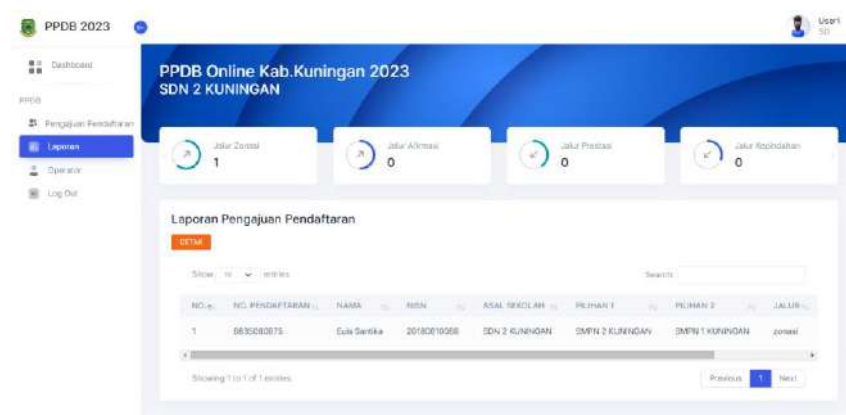 PPDB 2023
User1
SD
Dashboard
PPDB
Pengajuan Pendaftaran
Laporan
Operator
Log Out
PPDB Online Kab.Kuningan 2023
SDN 2 KUNINGAN
Jalur Zonasi
1
Jalur Afirmasi
0
Jalur Prestasi
0
Jalur Kepindahan
0
Laporan Pengajuan Pendaftaran
CETAK
Show 10 entries
Search:
NO. NO. PENDAFTARAN NAMA NISN ASAL SEKOLAH PILIHAN 1 PILIHAN 2 JALUR
1 Euis Santika SDN 2 KUNINGAN SMPN 2 KUNINGAN SMPN 1 KUNINGAN zonasi
Showing 1 to 1 of 1 entries
Previous 1 Next